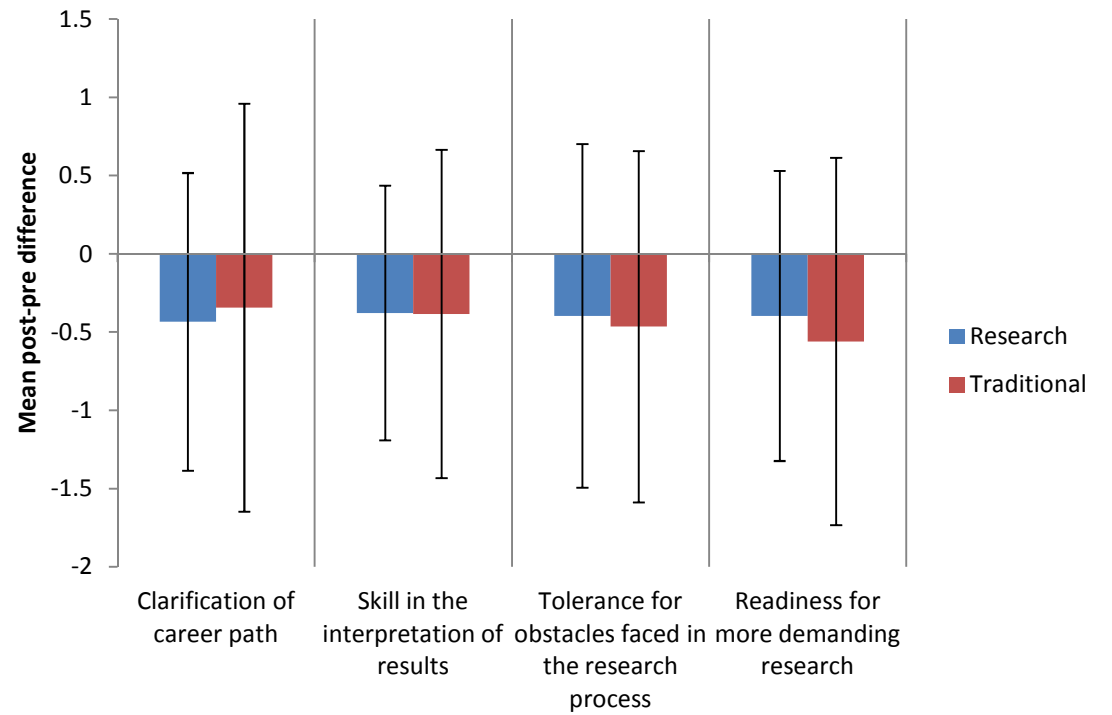 1.5
1
0.5
0
-0.5
-1
-1.5
-2
Mean post-pre difference
Clarification of
career path
Skill in the
interpretation of
results
Tolerance for
obstacles faced in
the research
process
Readiness for
more demanding
research
Research
Traditional